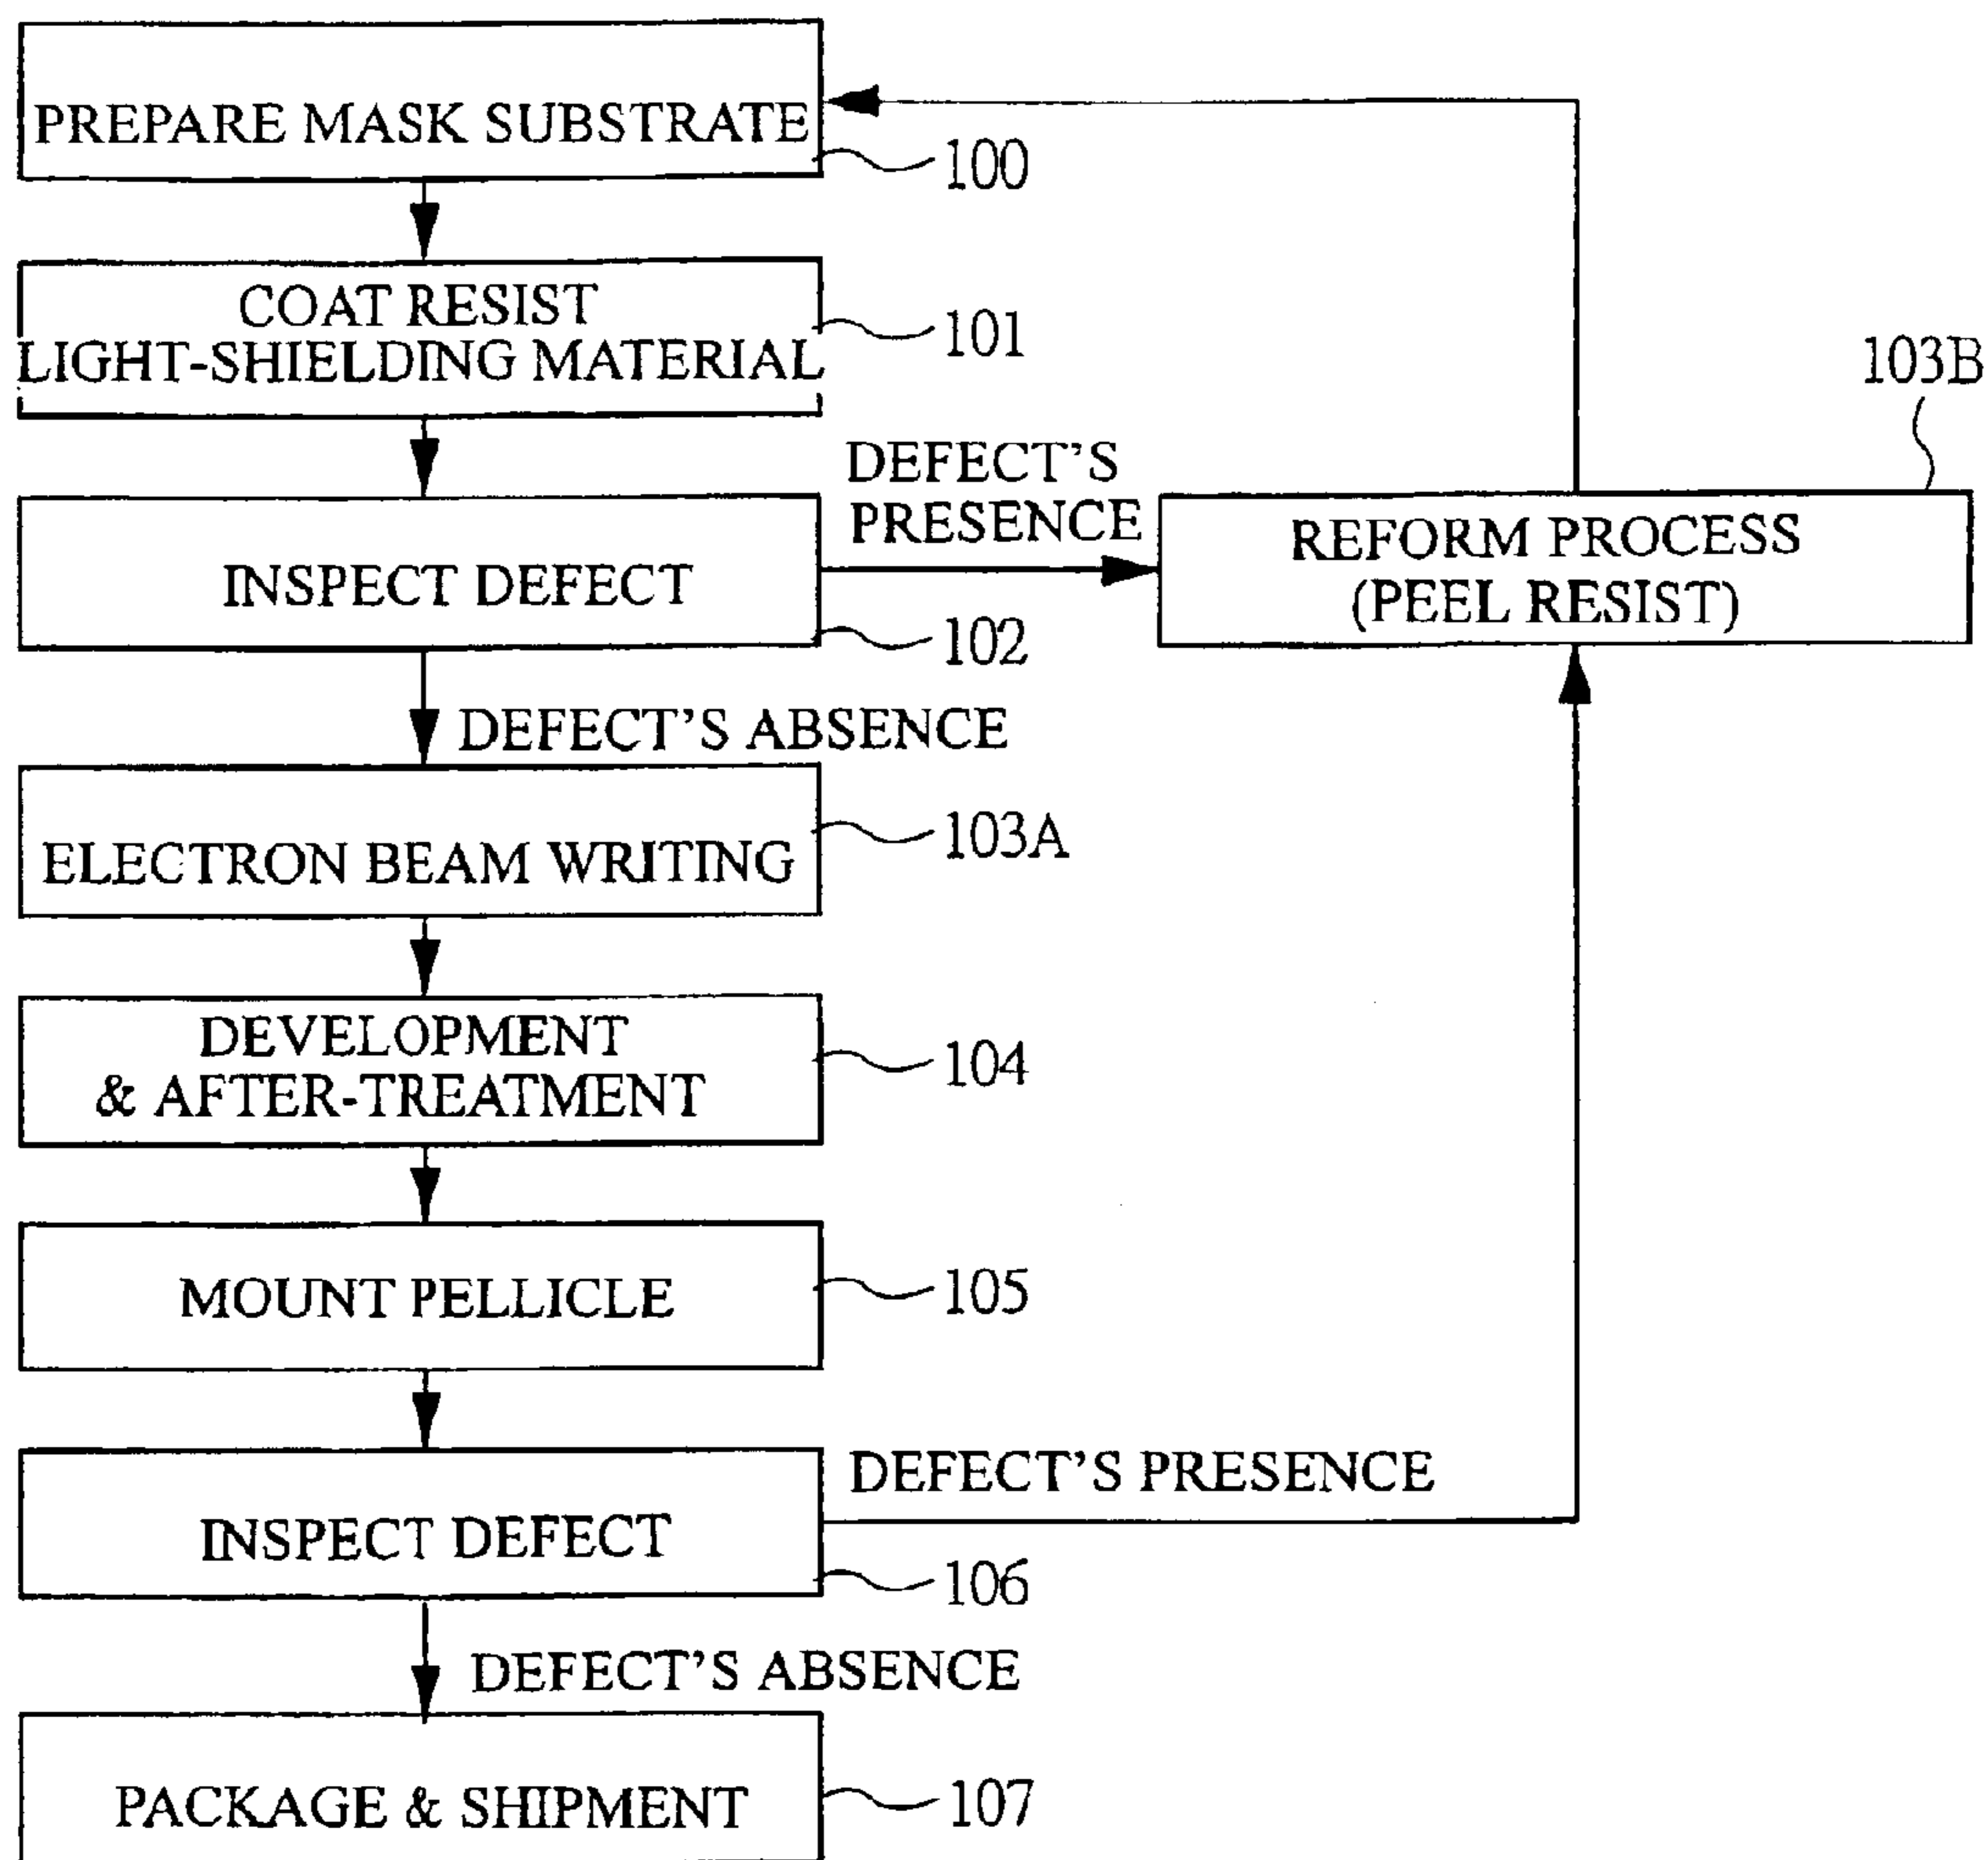 PREPARE MASK SUBSTRATE
100
COAT RESIST
LIGHT-SHIELDING MATERIAL
101
103B
DEFECT'S
PRESENCE
INSPECT DEFECT
102
REFORM PROCESS
(PEEL RESIST)
DEFECT'S ABSENCE
ELECTRON BEAM WRITING
103A
DEVELOPMENT
& AFTER-TREATMENT
104
MOUNT PELLICLE
105
DEFECT'S PRESENCE
INSPECT DEFECT
106
DEFECT'S ABSENCE
PACKAGE & SHIPMENT
107